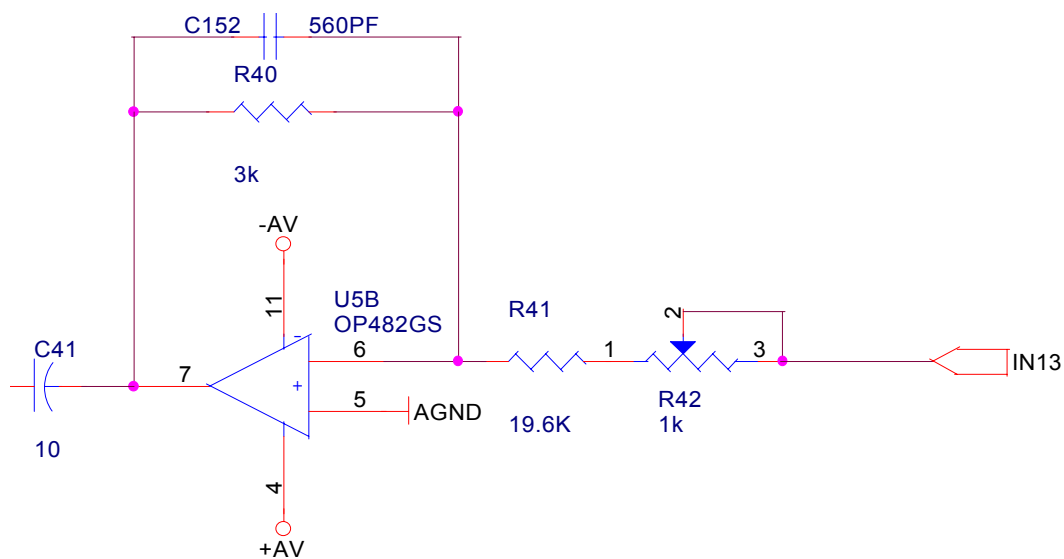 C152 560PF
R40
3k
-AV
11
U5B
OP482GS
-
+
6
5
7
4
+AV
AGND
C41
10
R41
19.6K
1
2
3
R42
1k
IN13